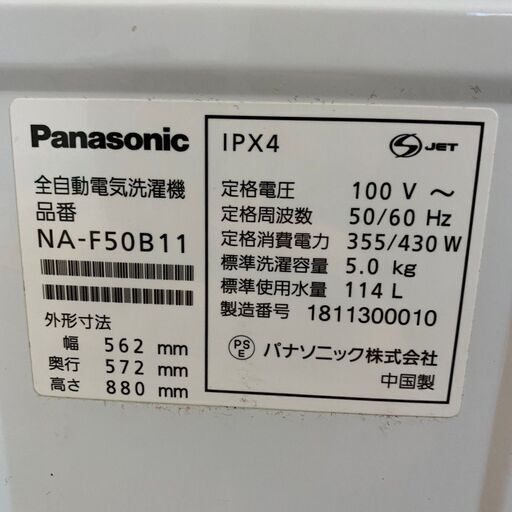 Panasonic
全自動電気洗濯機
品番
NA-F50B11
外形寸法
幅 562 mm
奥行 572 mm
高さ 880 mm
IPX4
S JET
定格電圧 100 V ～
定格周波数 50/60 Hz
定格消費電力 355/430 W
標準洗濯容量 5.0 kg
標準使用水量 114 L
製造番号 1811300010
PS E パナソニック株式会社
中国製